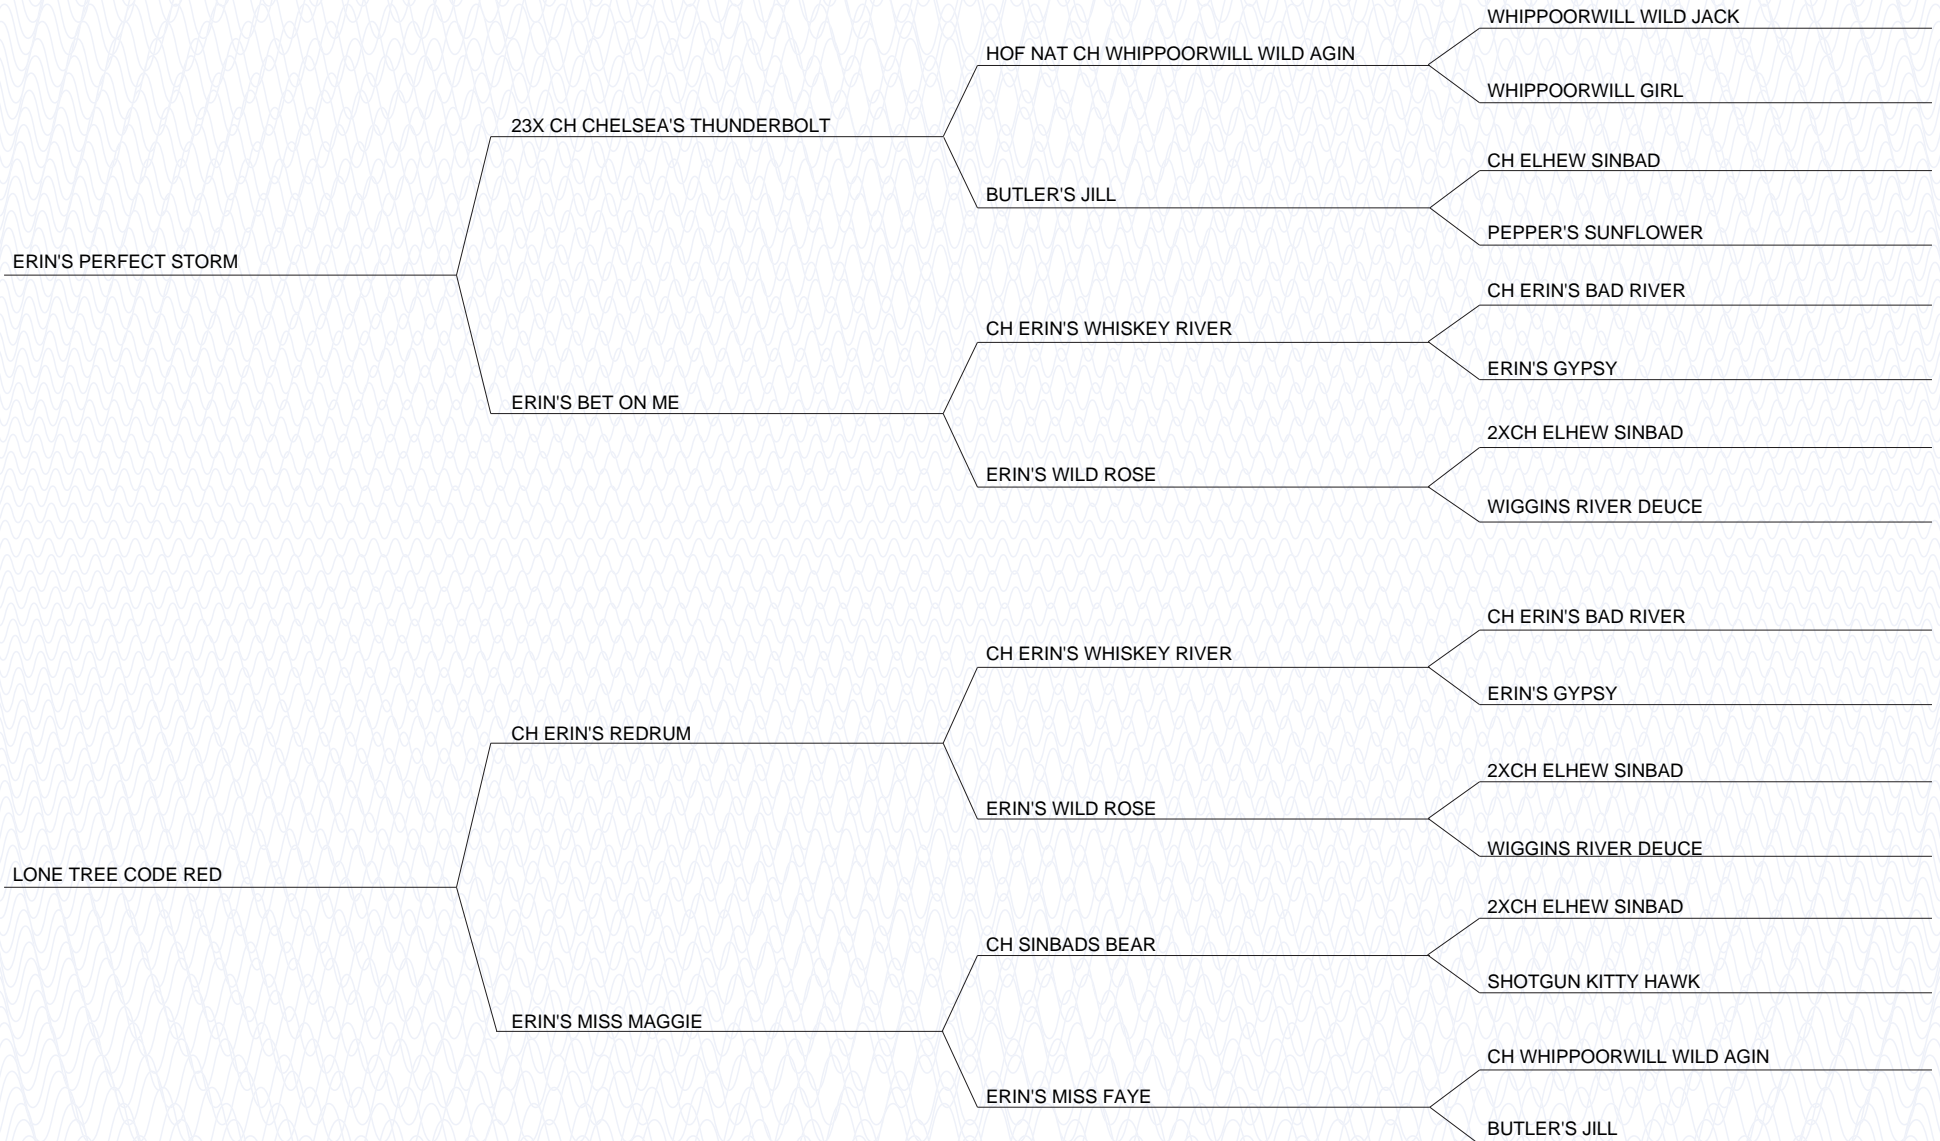 WHIPPOORWILL WILD JACK
HOF NAT CH WHIPPOORWILL WILD AGIN
WHIPPOORWILL GIRL
23X CH CHELSEA'S THUNDERBOLT
CH ELHEW SINBAD
BUTLER'S JILL
PEPPER'S SUNFLOWER
ERIN'S PERFECT STORM
CH ERIN'S BAD RIVER
CH ERIN'S WHISKEY RIVER
ERIN'S GYPSY
ERIN'S BET ON ME
2XCH ELHEW SINBAD
ERIN'S WILD ROSE
WIGGINS RIVER DEUCE
CH ERIN'S BAD RIVER
CH ERIN'S WHISKEY RIVER
ERIN'S GYPSY
CH ERIN'S REDRUM
2XCH ELHEW SINBAD
ERIN'S WILD ROSE
WIGGINS RIVER DEUCE
LONE TREE CODE RED
2XCH ELHEW SINBAD
CH SINBADS BEAR
SHOTGUN KITTY HAWK
ERIN'S MISS MAGGIE
CH WHIPPOORWILL WILD AGIN
ERIN'S MISS FAYE
BUTLER'S JILL